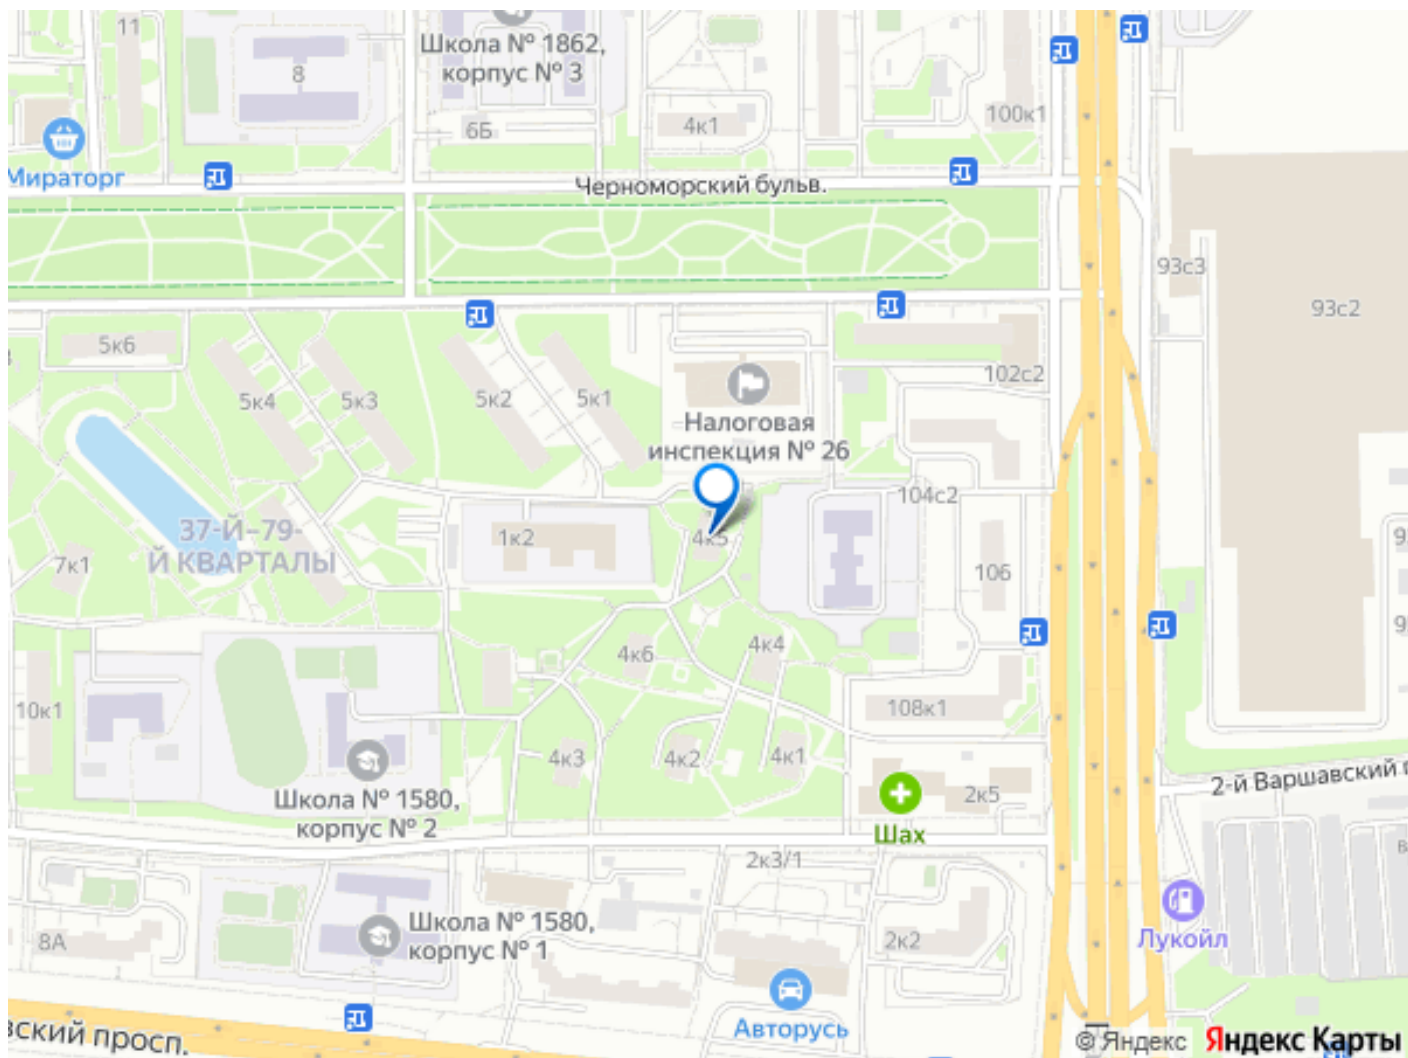 11
Школа № 1862,
корпус № 3
8
6Б
4к1
100к1
Мираторг
Черноморский бульв.
93с3
93с2
5к6
5к4
5к3
5к2
5к1
102с2
Налоговая
инспекция № 26
104с2
37-Й–79-
Й КВАРТАЛЫ
1к2
4к5
7к1
106
4к6
4к4
10к1
108к1
4к3
4к2
4к1
2-й Варшавский
Школа № 1580,
корпус № 2
2к5
Шах
2к3/1
8А
Школа № 1580,
корпус № 1
2к2
Лукойл
Авторусь
вский просп.
© Яндекс Яндекс Карты